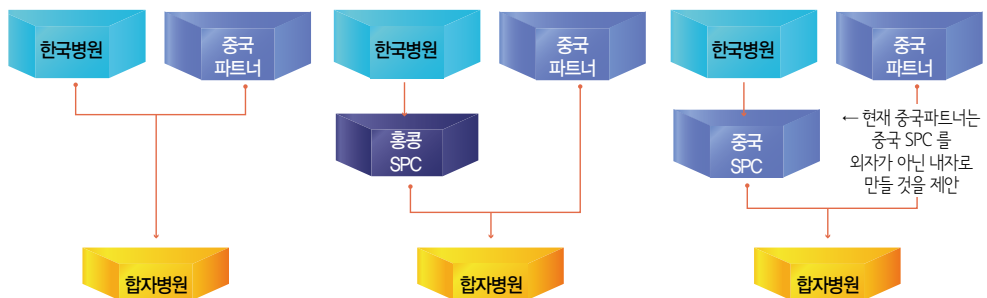 한국병원
중국
파트너
한국병원
중국
파트너
한국병원
중국
파트너
홍콩
SPC
중국
SPC
← 현재 중국파트너는
중국 SPC 를
외자가 아닌 내자로
만들 것을 제안
합자병원
합자병원
합자병원